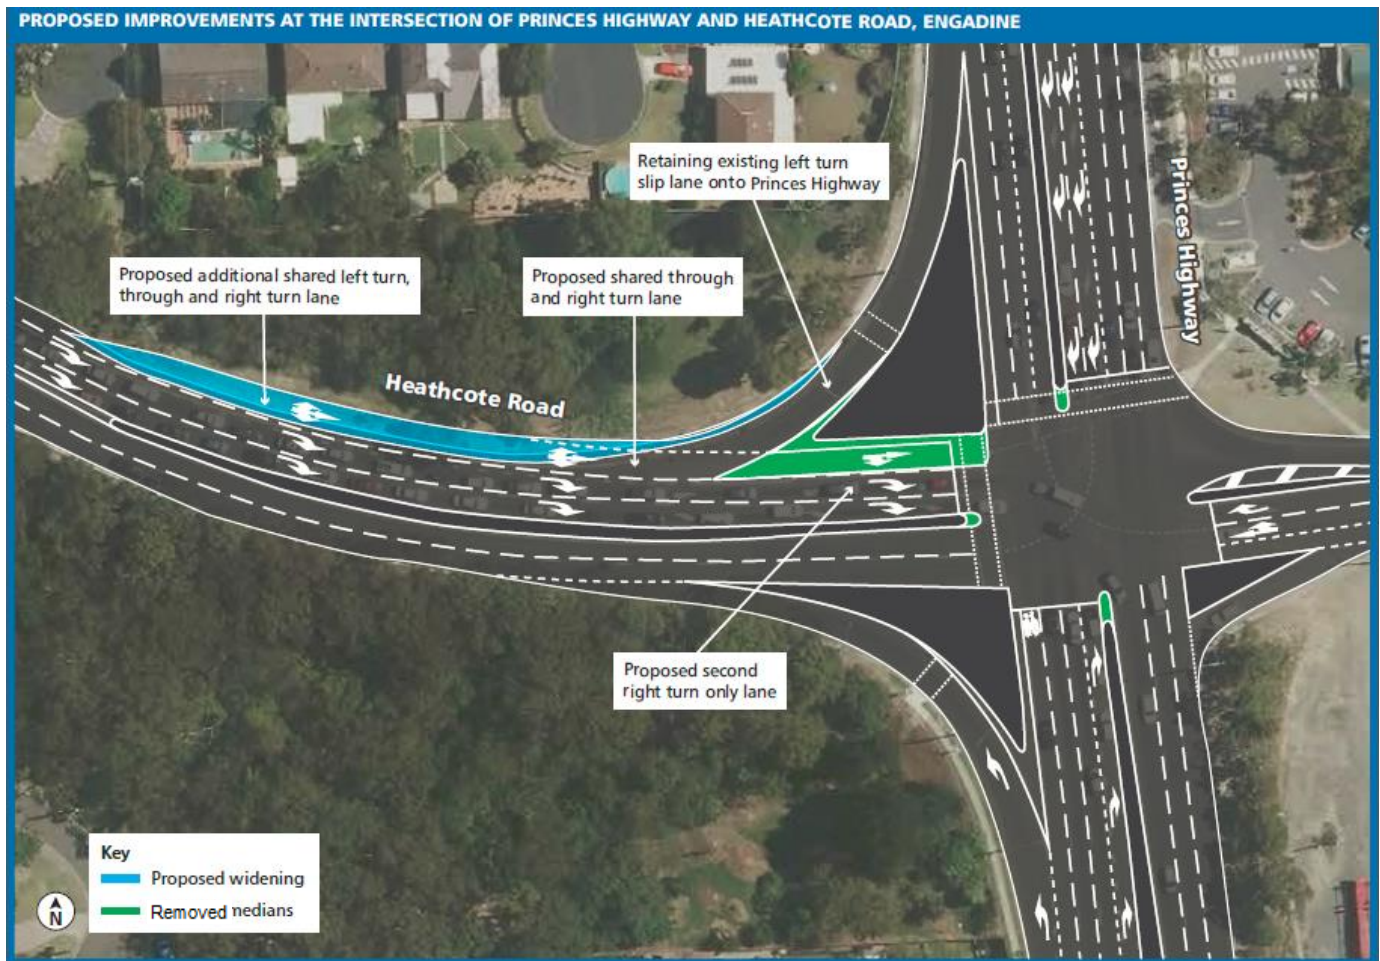 PROPOSED IMPROVEMENTS AT THE INTERSECTION OF PRINCES HIGHWAY AND HEATHCOTE ROAD, ENGADINE
Retaining existing left turn
slip lane onto Princes Highway
Princes Highway
Proposed additional shared left turn,
through and right turn lane
Proposed shared through
and right turn lane
Heathcote Road
Proposed second
right turn only lane
Key
Proposed widening
Removed nedians
N